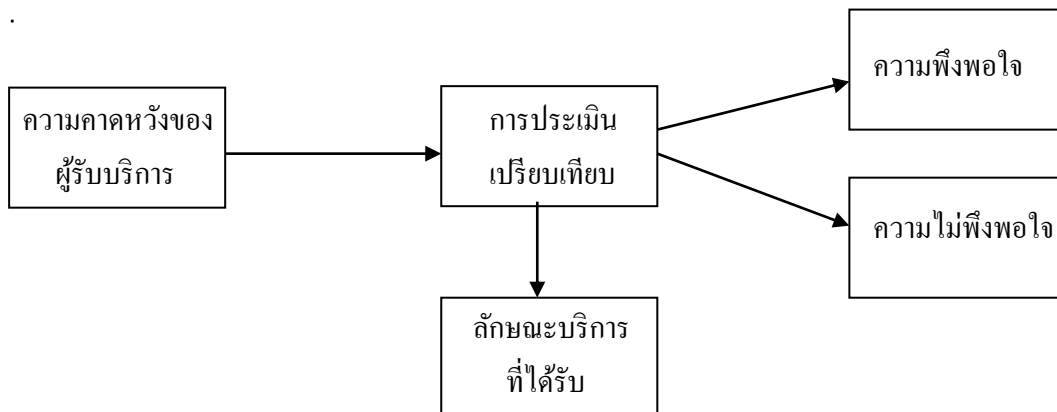 .
ความคาดหวังของ
ผู้รับบริการ
การประเมิน
เปรียบเทียบ
ความพึงพอใจ
ความไม่พึงพอใจ
ลักษณะบริการ
ที่ได้รับ